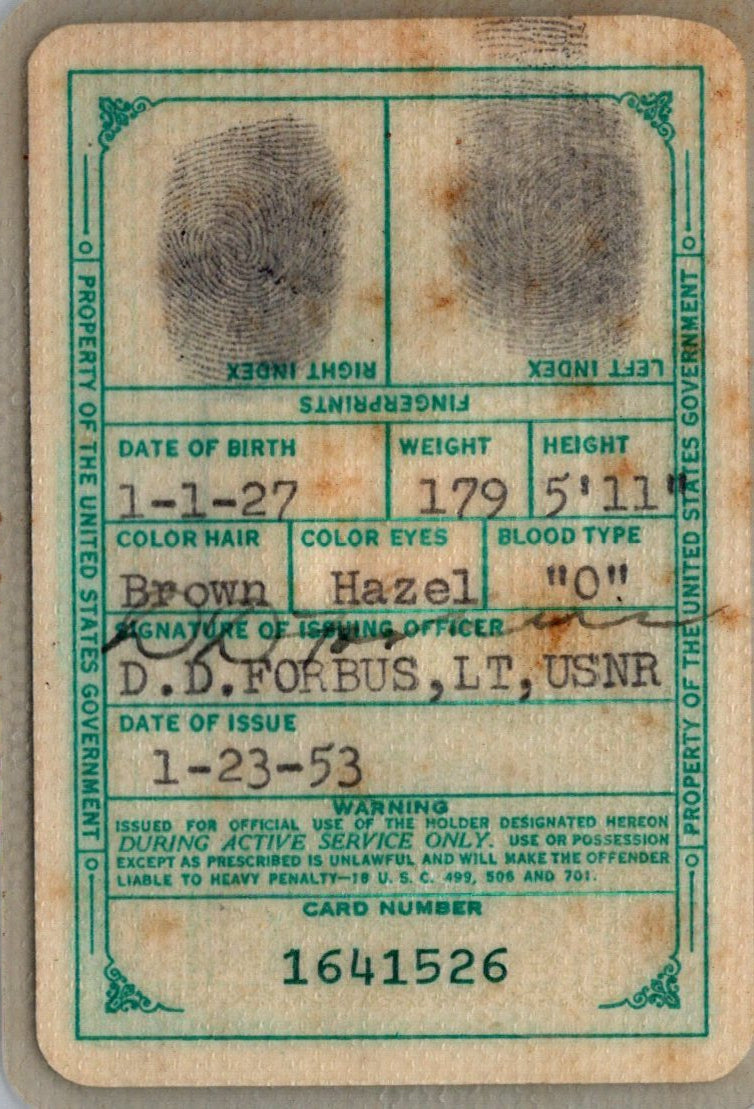 RIGHT INDEX
LEFT INDEX
FINGERPRINTS
PROPERTY OF THE UNITED STATES GOVERNMENT
PROPERTY OF THE UNITED STATES GOVERNMENT
DATE OF BIRTH WEIGHT HEIGHT
1-1-27 179 5'11"
COLOR HAIR COLOR EYES BLOOD TYPE
Brown Hazel "O"
SIGNATURE OF ISSUING OFFICER
D.D.FORBUS,LT,USNR
DATE OF ISSUE
1-23-53
WARNING
ISSUED FOR OFFICIAL USE OF THE HOLDER DESIGNATED HEREON
DURING ACTIVE SERVICE ONLY. USE OR POSSESSION
EXCEPT AS PRESCRIBED IS UNLAWFUL AND WILL MAKE THE OFFENDER
LIABLE TO HEAVY PENALTY—18 U. S. C. 499, 506 AND 701.
CARD NUMBER
1641526